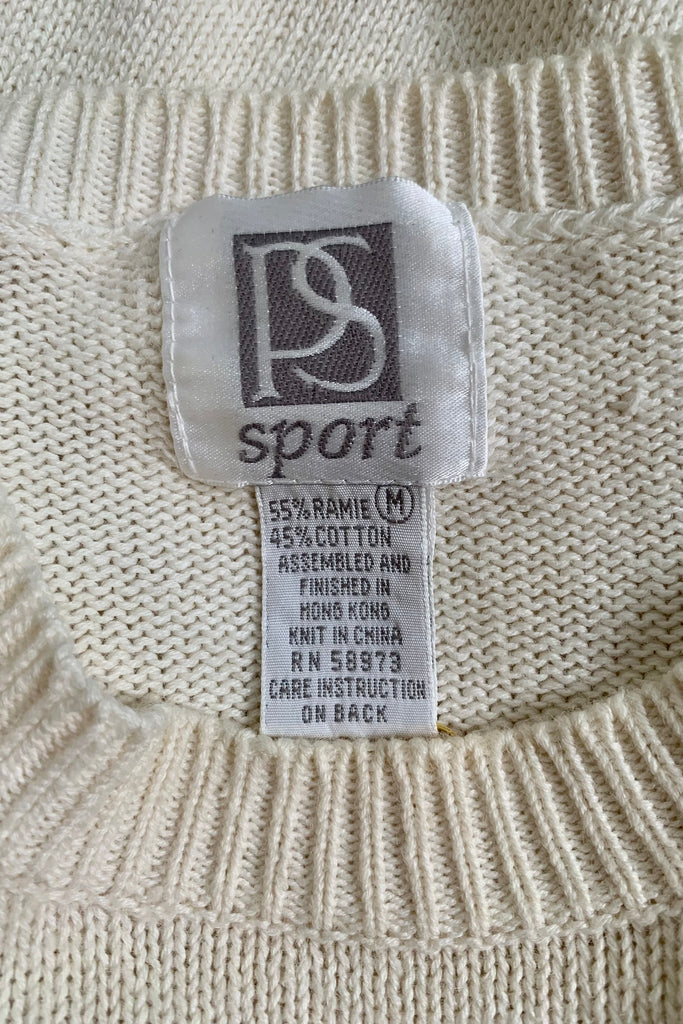 PS
sport
55% RAMIE M
45% COTTON
ASSEMBLED AND
FINISHED IN
HONG KONG
KNIT IN CHINA
RN 58973
CARE INSTRUCTION
ON BACK